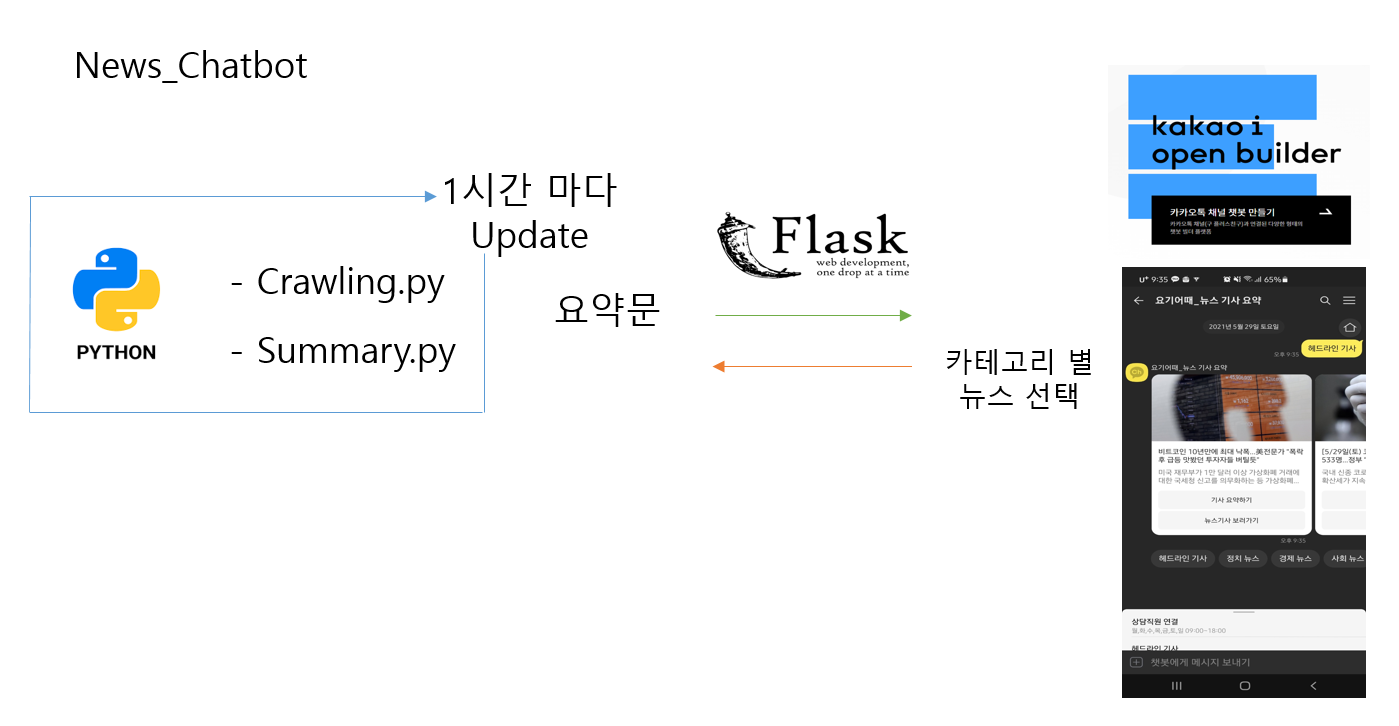 News_Chatbot
1시간 마다
Update
PYTHON
- Crawling.py
- Summary.py
요약문
Flask
web development,
one drop at a time
카테고리 별
뉴스 선택
kakao i
open builder
카카오톡 채널 챗봇 만들기
카카오톡 채널(구 플러스친구)과 연결된 다양한 형태의
챗봇 빌더 플랫폼
U+ 9:35
65%
요기어때_뉴스 기사 요약
2021년 5월 29일 토요일
헤드라인 기사
오후 9:35
요기어때_뉴스 기사 요약
비트코인 10년만에 최대 낙폭...美전문가 "폭락
후 급등 맛봤던 투자자들 버틸듯"
미국 재무부가 1만 달러 이상 가상화폐 거래에
대한 국세청 신고를 의무화하는 등 가상화폐...
기사 요약하기
뉴스기사 보러가기
[5/29일(토)
533명...정부
국내 신종 코로
확산세가 지속
오후 9:35
헤드라인 기사
정치 뉴스
경제 뉴스
사회 뉴스
상담직원 연결
월,화,수,목,금,토,일 09:00~18:00
헤드라인 기사
챗봇에게 메시지 보내기